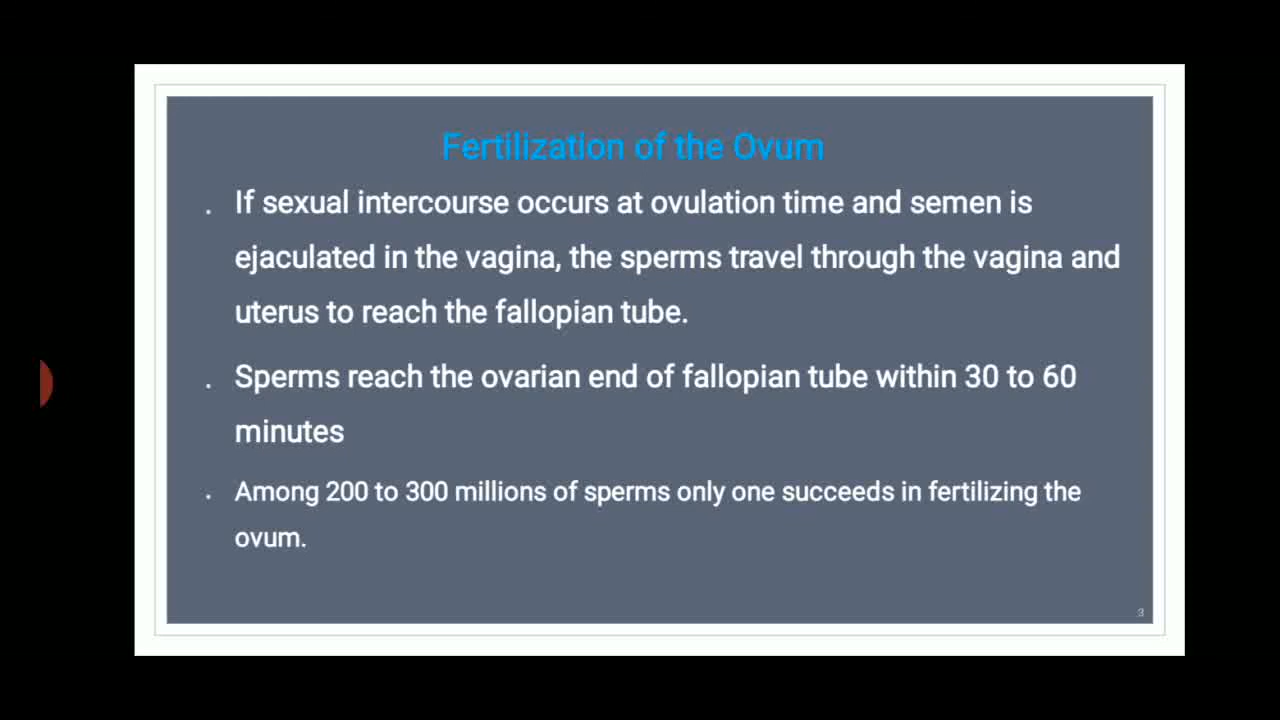 Fertilization of the Ovum
. If sexual intercourse occurs at ovulation time and semen is
ejaculated in the vagina, the sperms travel through the vagina and
uterus to reach the fallopian tube.
. Sperms reach the ovarian end of fallopian tube within 30 to 60
minutes
. Among 200 to 300 millions of sperms only one succeeds in fertilizing the
ovum.
3